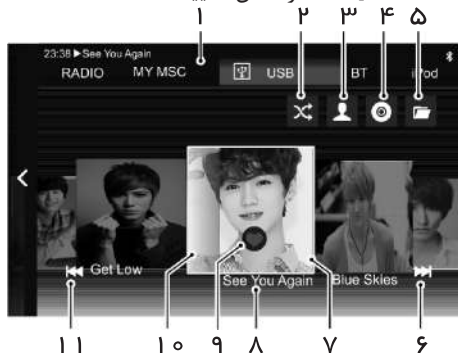 ۱ ۲ ۳ ۴ ۵
23:38 ▶ See You Again
RADIO MY MSC USB BT iPod
Get Low See You Again Blue Skies
۱۱ ۱۰ ۹ ۸ ۷ ۶